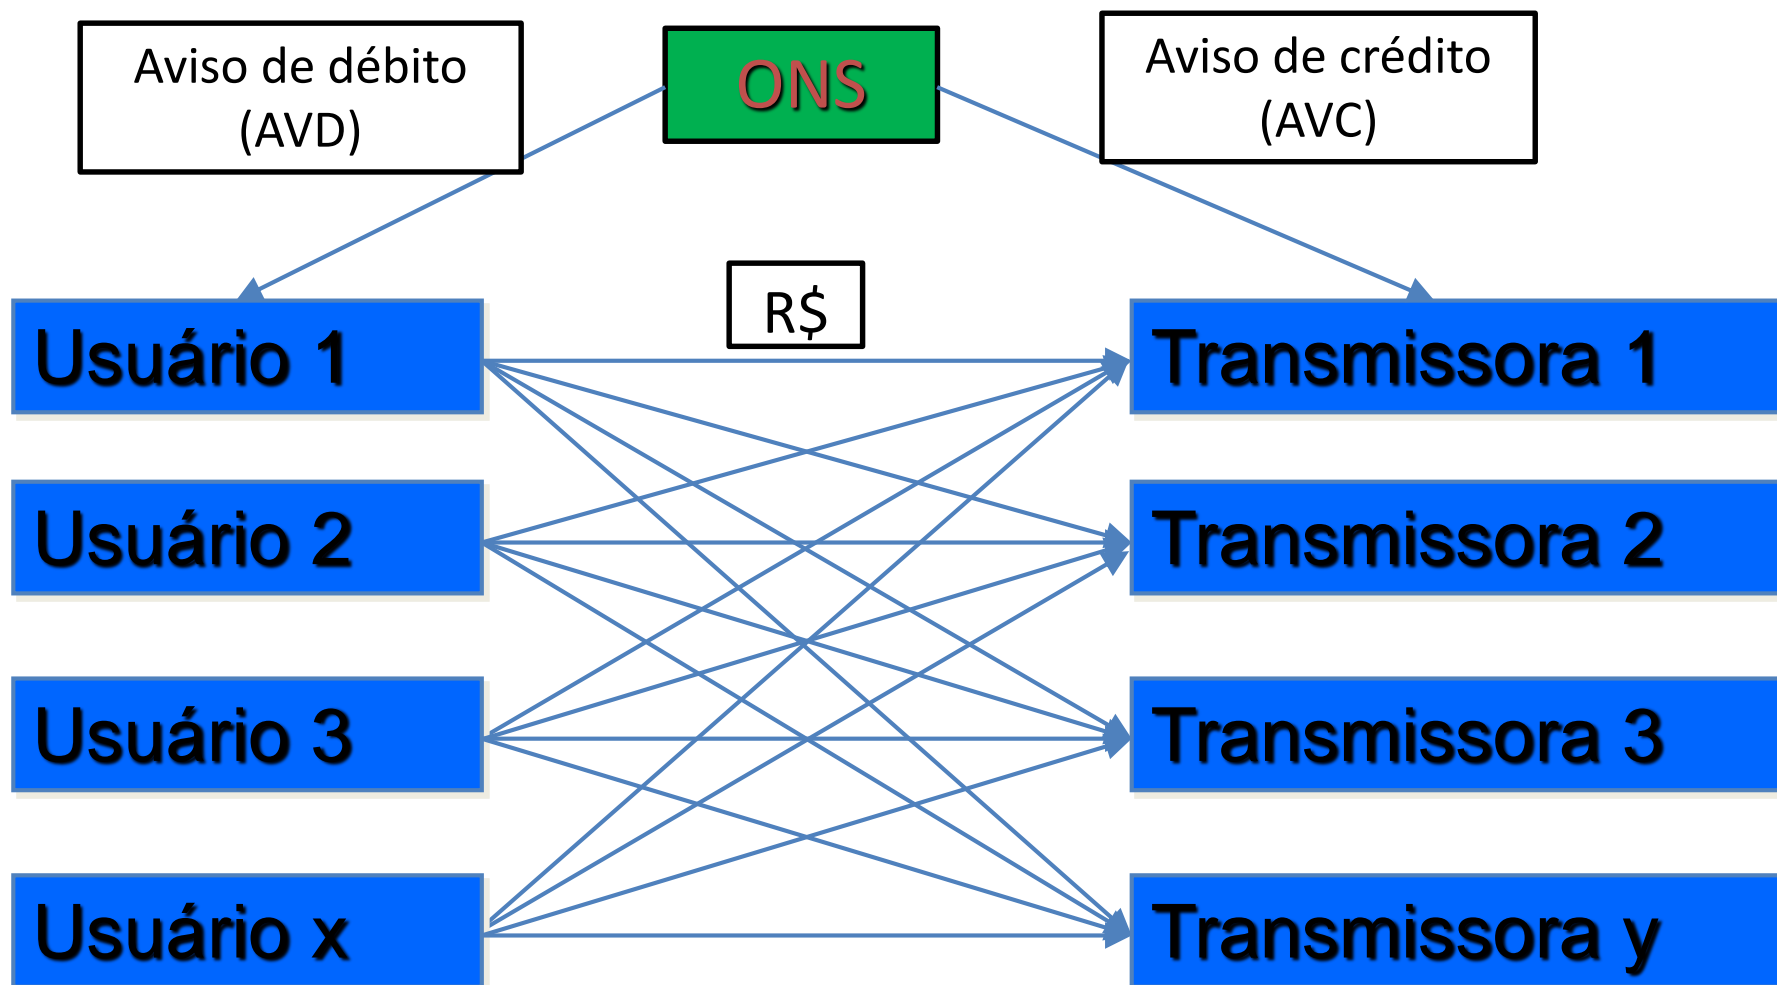 Aviso de débito
(AVD)
ONS
Aviso de crédito
(AVC)
R$
Usuário 1
Transmissora 1
Usuário 2
Transmissora 2
Usuário 3
Transmissora 3
Usuário x
Transmissora y